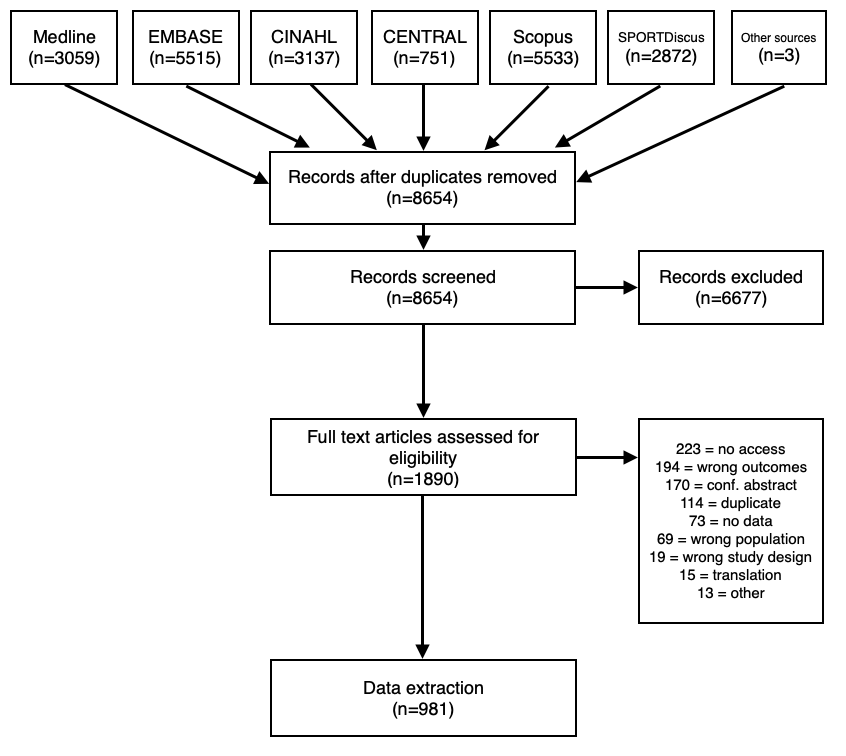 Medline
(n=3059)
EMBASE
(n=5515)
CINAHL
(n=3137)
CENTRAL
(n=751)
Scopus
(n=5533)
SPORTDiscus
(n=2872)
Other sources
(n=3)
Records after duplicates removed
(n=8654)
Records screened
(n=8654)
Records excluded
(n=6677)
Full text articles assessed for
eligibility
(n=1890)
223 = no access
194 = wrong outcomes
170 = conf. abstract
114 = duplicate
73 = no data
69 = wrong population
19 = wrong study design
15 = translation
13 = other
Data extraction
(n=981)